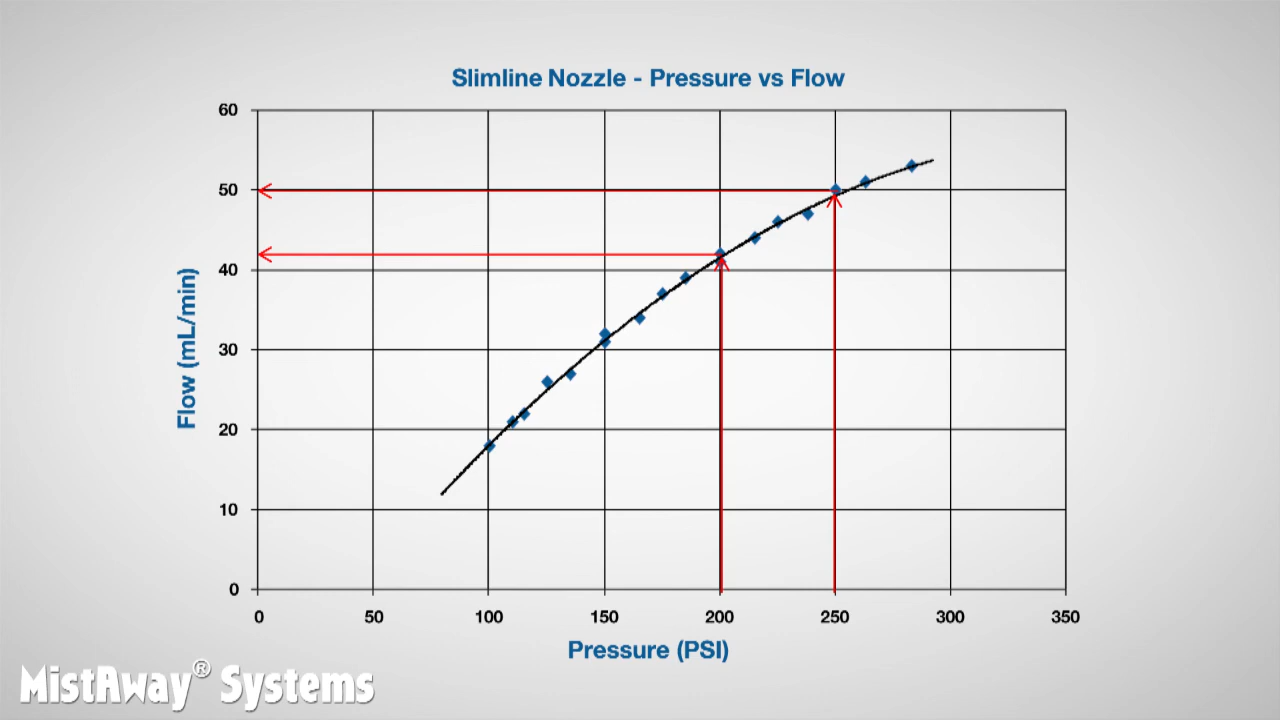 Slimline Nozzle - Pressure vs Flow
60
50
40
30
20
10
0
Flow (mL/min)
0 50 100 150 200 250 300 350
Pressure (PSI)
MistAway® Systems